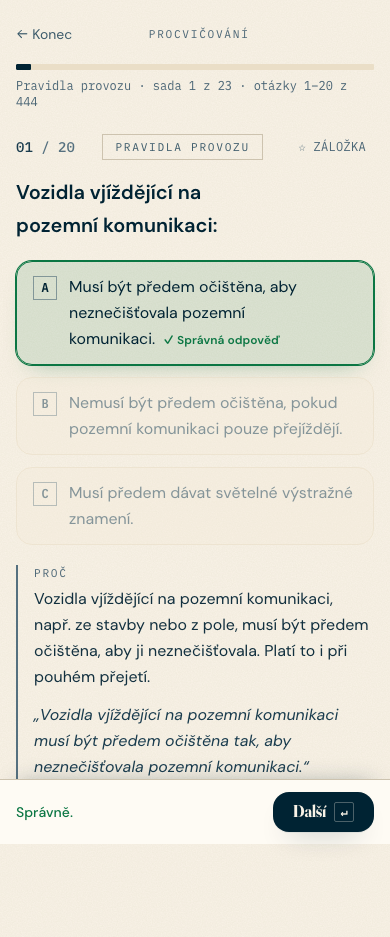 ← Konec
PROCVIČOVÁNÍ
Pravidla provozu · sada 1 z 23 · otázky 1–20 z
444
01 / 20
PRAVIDLA PROVOZU
☆ ZÁLOŽKA
Vozidla vjíždějící na
pozemní komunikaci:
A
Musí být předem očištěna, aby
neznečišťovala pozemní
komunikaci. ✓ Správná odpověď
B
Nemusí být předem očištěna, pokud
pozemní komunikaci pouze přejíždějí.
C
Musí předem dávat světelné výstražné
znamení.
PROČ
Vozidla vjíždějící na pozemní komunikaci,
např. ze stavby nebo z pole, musí být předem
očištěna, aby ji neznečišťovala. Platí to i při
pouhém přejetí.
„Vozidla vjíždějící na pozemní komunikaci
musí být předem očištěna tak, aby
neznečišťovala pozemní komunikaci.“
Správně.
Další ↵